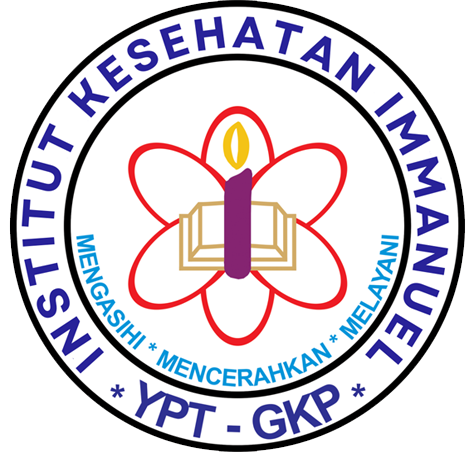 INSTITUT KESEHATAN IMMANUEL
MENGASIHI * MENCERAHKAN * MELAYANI
* YPT - GKP *